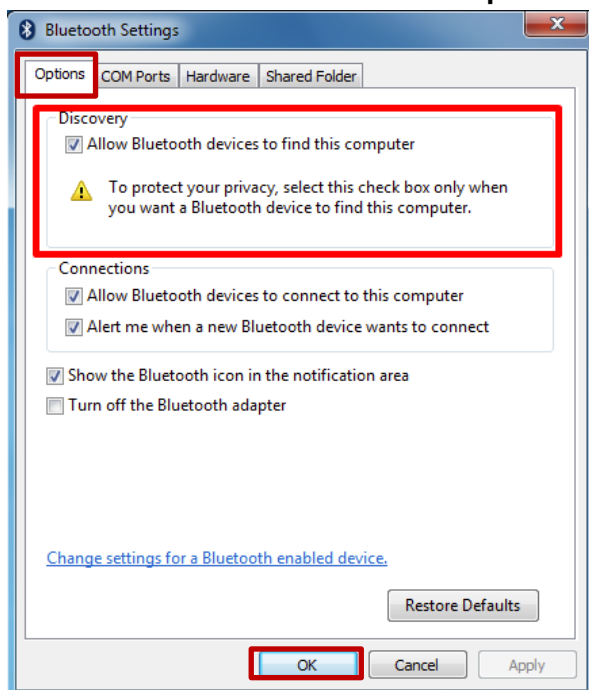 Bluetooth Settings
Options COM Ports Hardware Shared Folder
Discovery
Allow Bluetooth devices to find this computer
To protect your privacy, select this check box only when
you want a Bluetooth device to find this computer.
Connections
Allow Bluetooth devices to connect to this computer
Alert me when a new Bluetooth device wants to connect
Show the Bluetooth icon in the notification area
Turn off the Bluetooth adapter
Change settings for a Bluetooth enabled device.
Restore Defaults
OK Cancel Apply